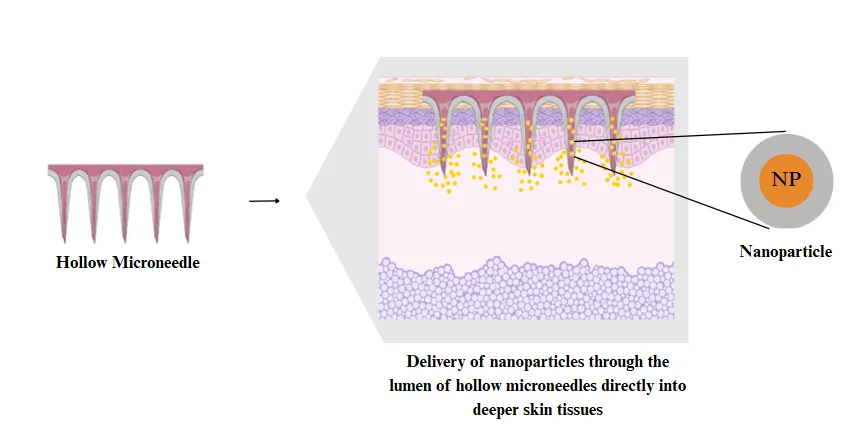 Hollow Microneedle
NP
Nanoparticle
Delivery of nanoparticles through the
lumen of hollow microneedles directly into
deeper skin tissues